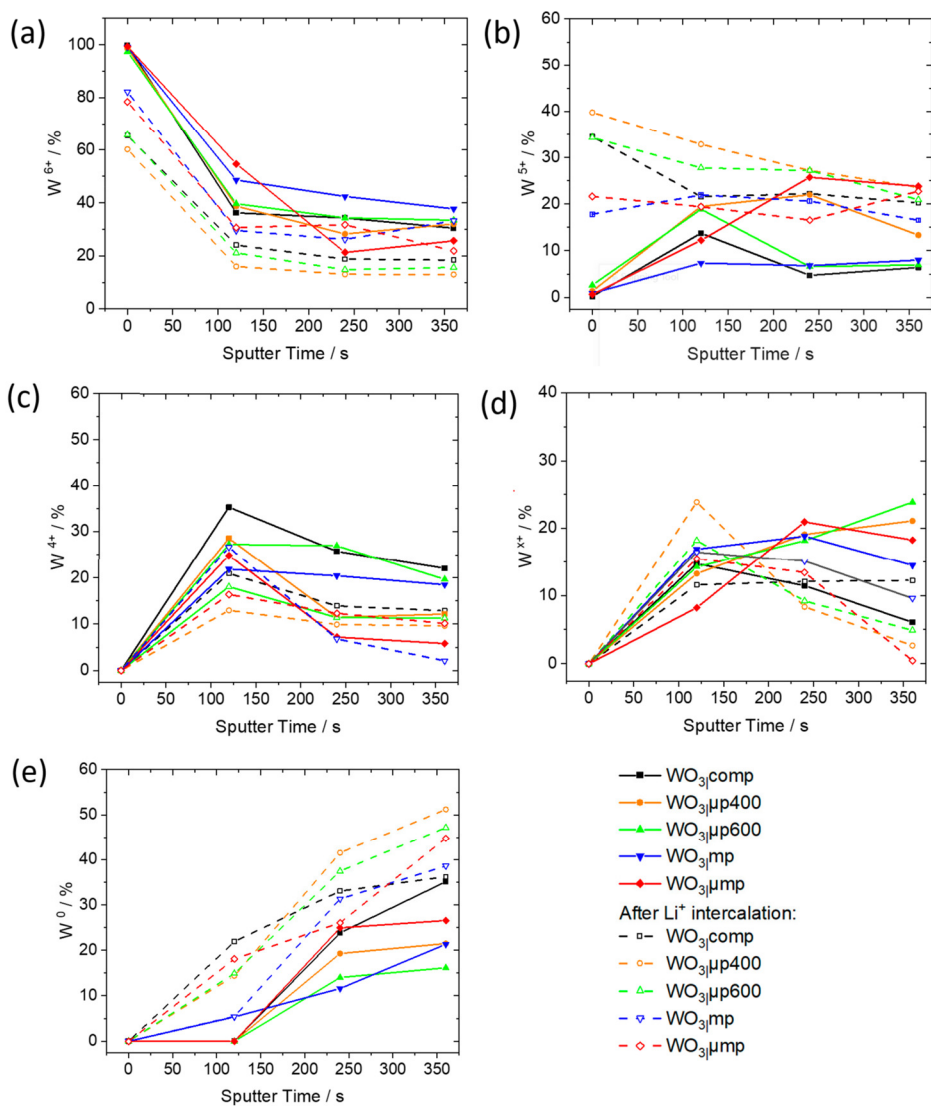 (a)
W 6+ / %
100
80
60
40
20
0
0 50 100 150 200 250 300 350
Sputter Time / s
(b)
W 5+ / %
60
50
40
30
20
10
0
0 50 100 150 200 250 300 350
Sputter Time / s
(c)
W 4+ / %
60
50
40
30
20
10
0
0 50 100 150 200 250 300 350
Sputter Time / s
(d)
W x+ / %
40
30
20
10
0
0 50 100 150 200 250 300 350
Sputter Time / s
(e)
W 0 / %
60
50
40
30
20
10
0
0 50 100 150 200 250 300 350
Sputter Time / s
WO3|comp
WO3|µp400
WO3|µp600
WO3|mp
WO3|µmp
After Li+ intercalation:
WO3|comp
WO3|µp400
WO3|µp600
WO3|mp
WO3|µmp